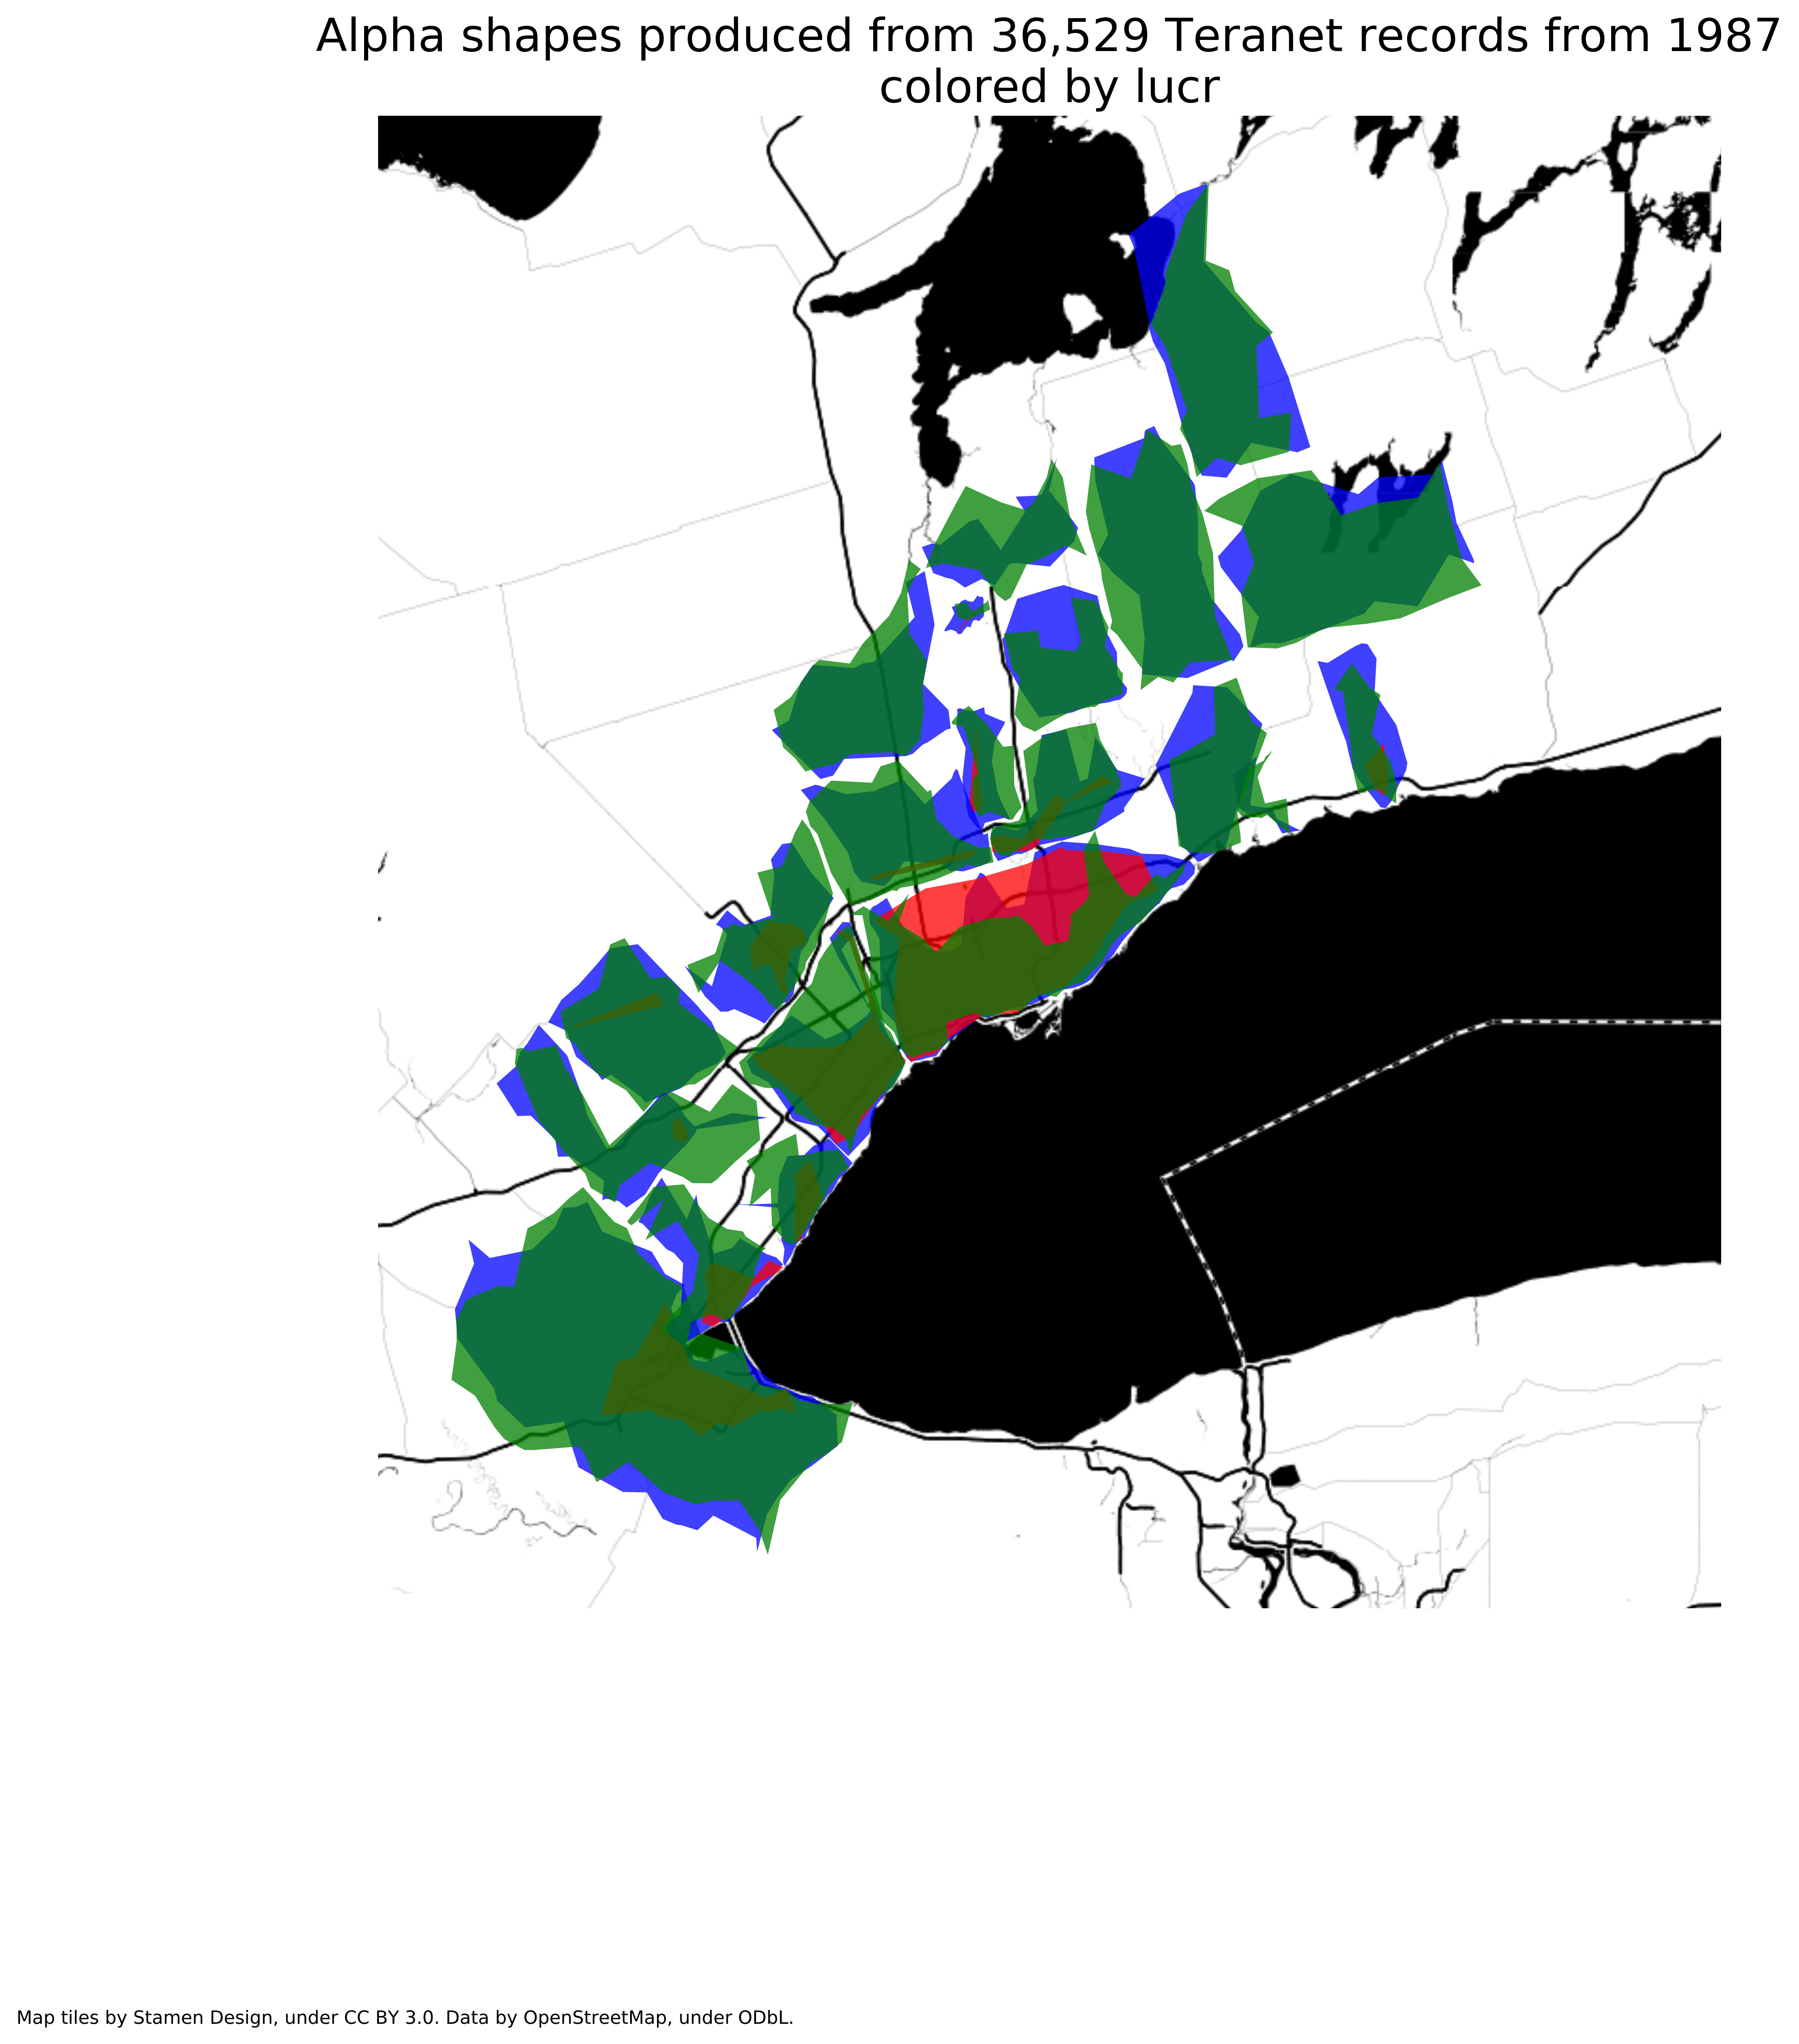 Alpha shapes produced from 36,529 Teranet records from 1987
colored by lucr
Map tiles by Stamen Design, under CC BY 3.0. Data by OpenStreetMap, under ODbL.